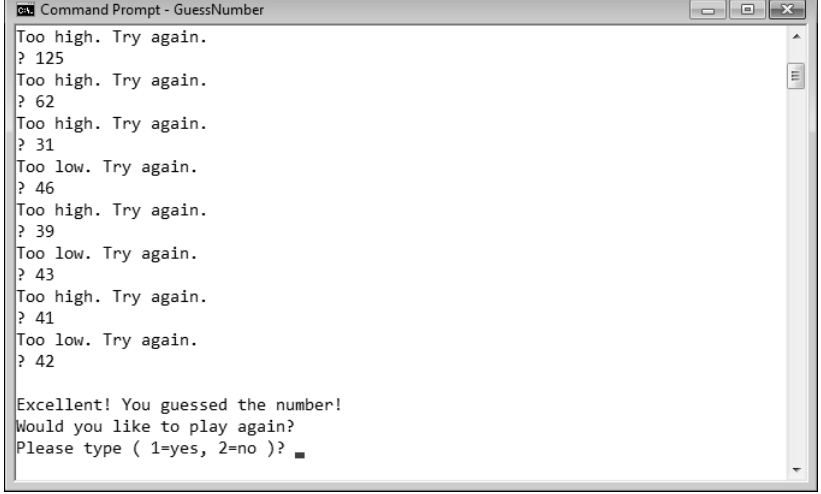 Command Prompt - GuessNumber
Too high. Try again.
? 125
Too high. Try again.
? 62
Too high. Try again.
? 31
Too low. Try again.
? 46
Too high. Try again.
? 39
Too low. Try again.
? 43
Too high. Try again.
? 41
Too low. Try again.
? 42
Excellent! You guessed the number!
Would you like to play again?
Please type ( 1=yes, 2=no )?